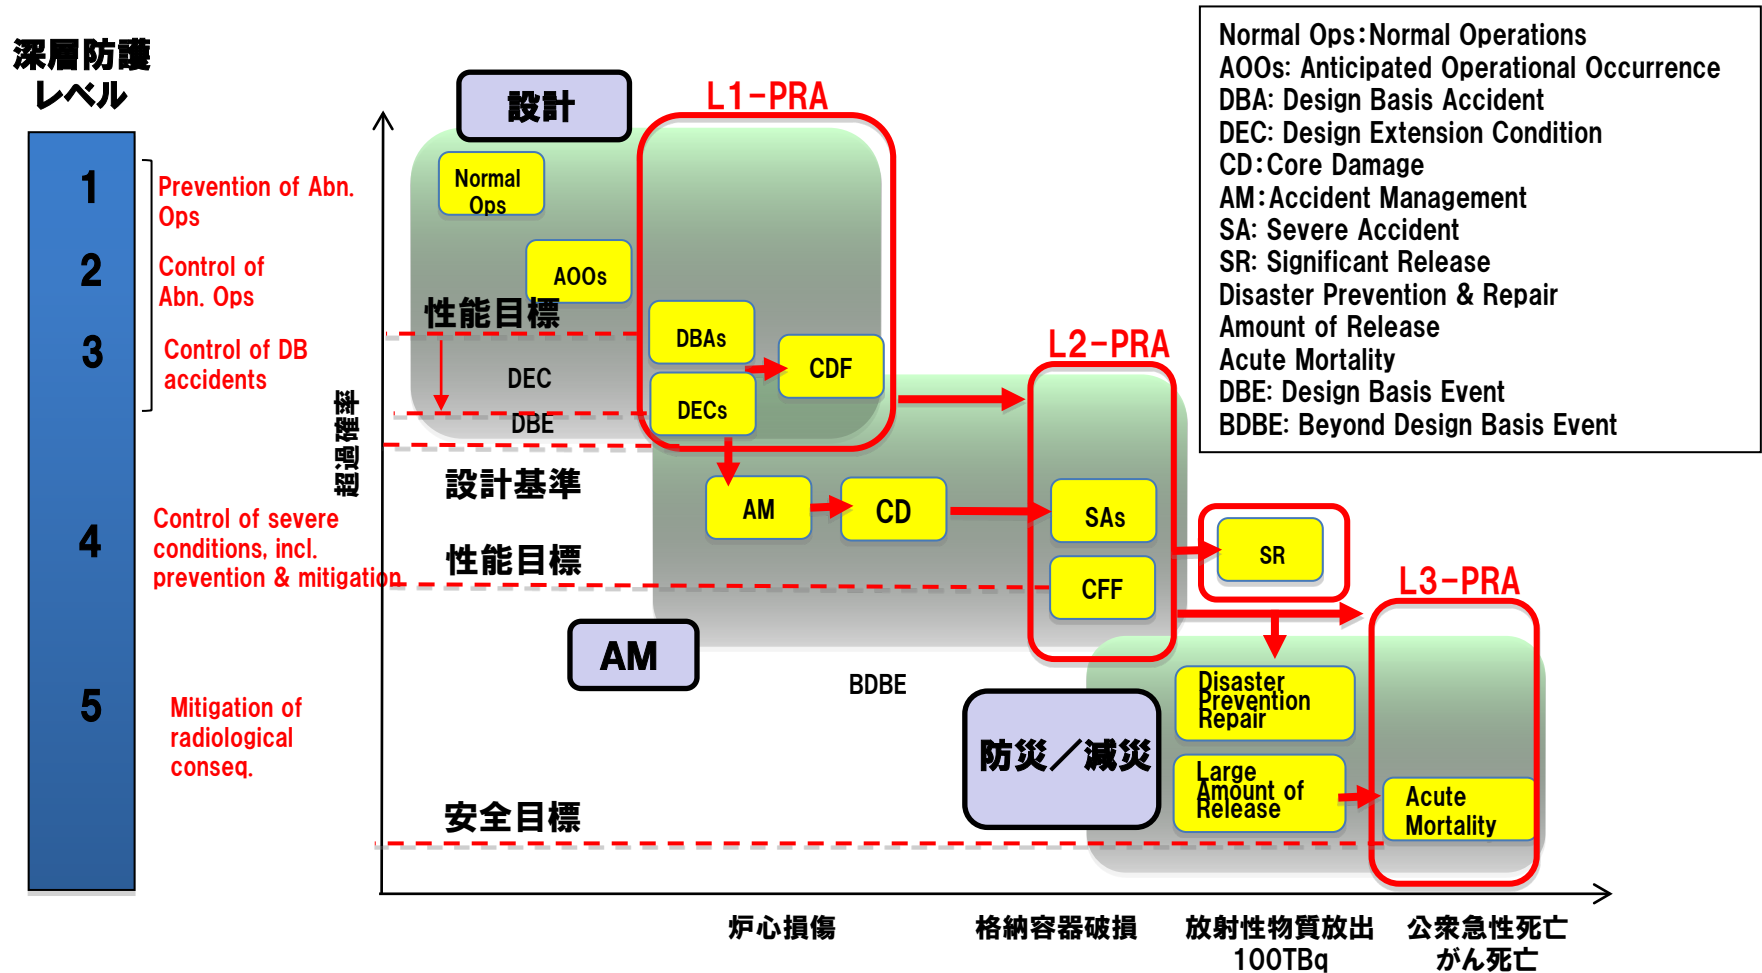 深層防護
レベル
1
Prevention of Abn.
Ops
2
Control of
Abn. Ops
3
Control of DB
accidents
4
Control of severe
conditions, incl.
prevention & mitigation
5
Mitigation of
radiological
conseq.
超過確率
設計
L1-PRA
Normal
Ops
AOOs
性能目標
DBAs
CDF
DEC
DECs
DBE
設計基準
L2-PRA
AM
CD
SAs
SR
性能目標
CFF
L3-PRA
AM
BDBE
Disaster
Prevention
Repair
防災／減災
Large
Amount of
Release
Acute
Mortality
安全目標
炉心損傷
格納容器破損
放射性物質放出
100TBq
公衆急性死亡
がん死亡
Normal Ops:Normal Operations
AOOs: Anticipated Operational Occurrence
DBA: Design Basis Accident
DEC: Design Extension Condition
CD:Core Damage
AM:Accident Management
SA: Severe Accident
SR: Significant Release
Disaster Prevention & Repair
Amount of Release
Acute Mortality
DBE: Design Basis Event
BDBE: Beyond Design Basis Event